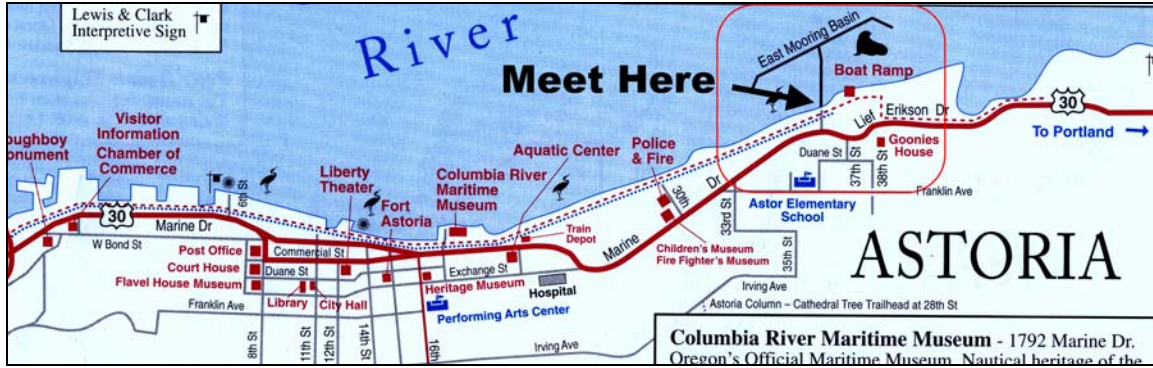 Lewis & Clark
Interpretive Sign
River
East Mooring Basin
Meet Here
Boat Ramp
30
Lief Erikson Dr
To Portland
Goonies
House
Duane St
37th St
38th St
Franklin Ave
Astor Elementary
School
33rd St
35th St
Irving Ave
ASTORIA
Astoria Column – Cathedral Tree Trailhead at 28th St
Visitor
Information
Chamber of
Commerce
oughboy
onument
30
Marine Dr
6th St
Liberty
Theater
Fort
Astoria
Columbia River
Maritime
Museum
Aquatic Center
Police
& Fire
30th
Marine Dr
Train
Depot
Children's Museum
Fire Fighter's Museum
W Bond St
Post Office
Commercial St
Court House
Duane St
Flavel House Museum
Franklin Ave
Library
City Hall
Exchange St
Heritage Museum
Hospital
Performing Arts Center
8th St
11th St
12th St
14th St
16th
Irving Ave
Columbia River Maritime Museum - 1792 Marine Dr.
Oregon's Official Maritime Museum. Nautical heritage of the